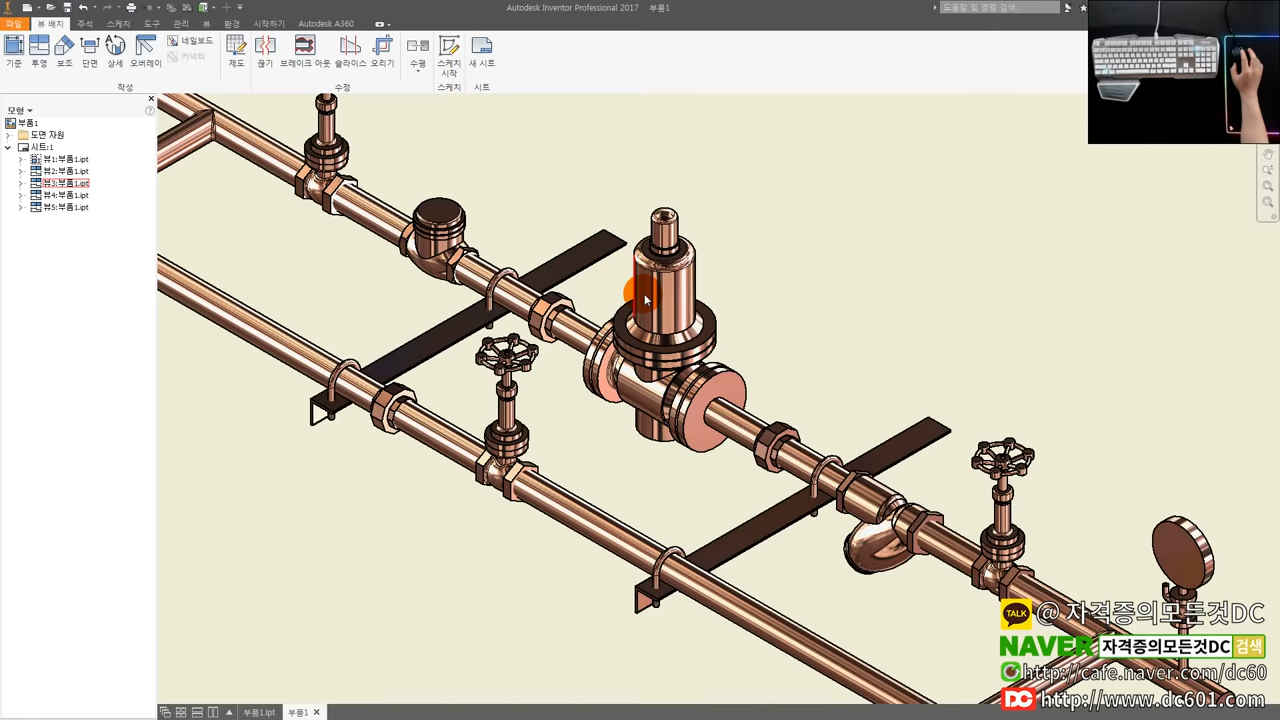 Autodesk Inventor Professional 2017 부품1
도움말 및 명령 검색...
파일 뷰 배치 주석 스케치 도구 관리 뷰 환경 시작하기 Autodesk A360
기준 투영 보조 단면 상세 오버레이
네일보드
커넥터
제도 끊기 브레이크 아웃 슬라이스 오리기
수평
스케치 시작
새 시트
작성 수정 스케치 시트
모형
부품1
도면 자원
시트:1
뷰1:부품1.ipt
뷰2:부품1.ipt
뷰3:부품1.ipt
뷰4:부품1.ipt
뷰5:부품1.ipt
TALK @ 자격증의모든것DC
NAVER 자격증의모든것DC 검색
http://cafe.naver.com/dc60
DC http://www.dc601.com/
부품1.ipt 부품1